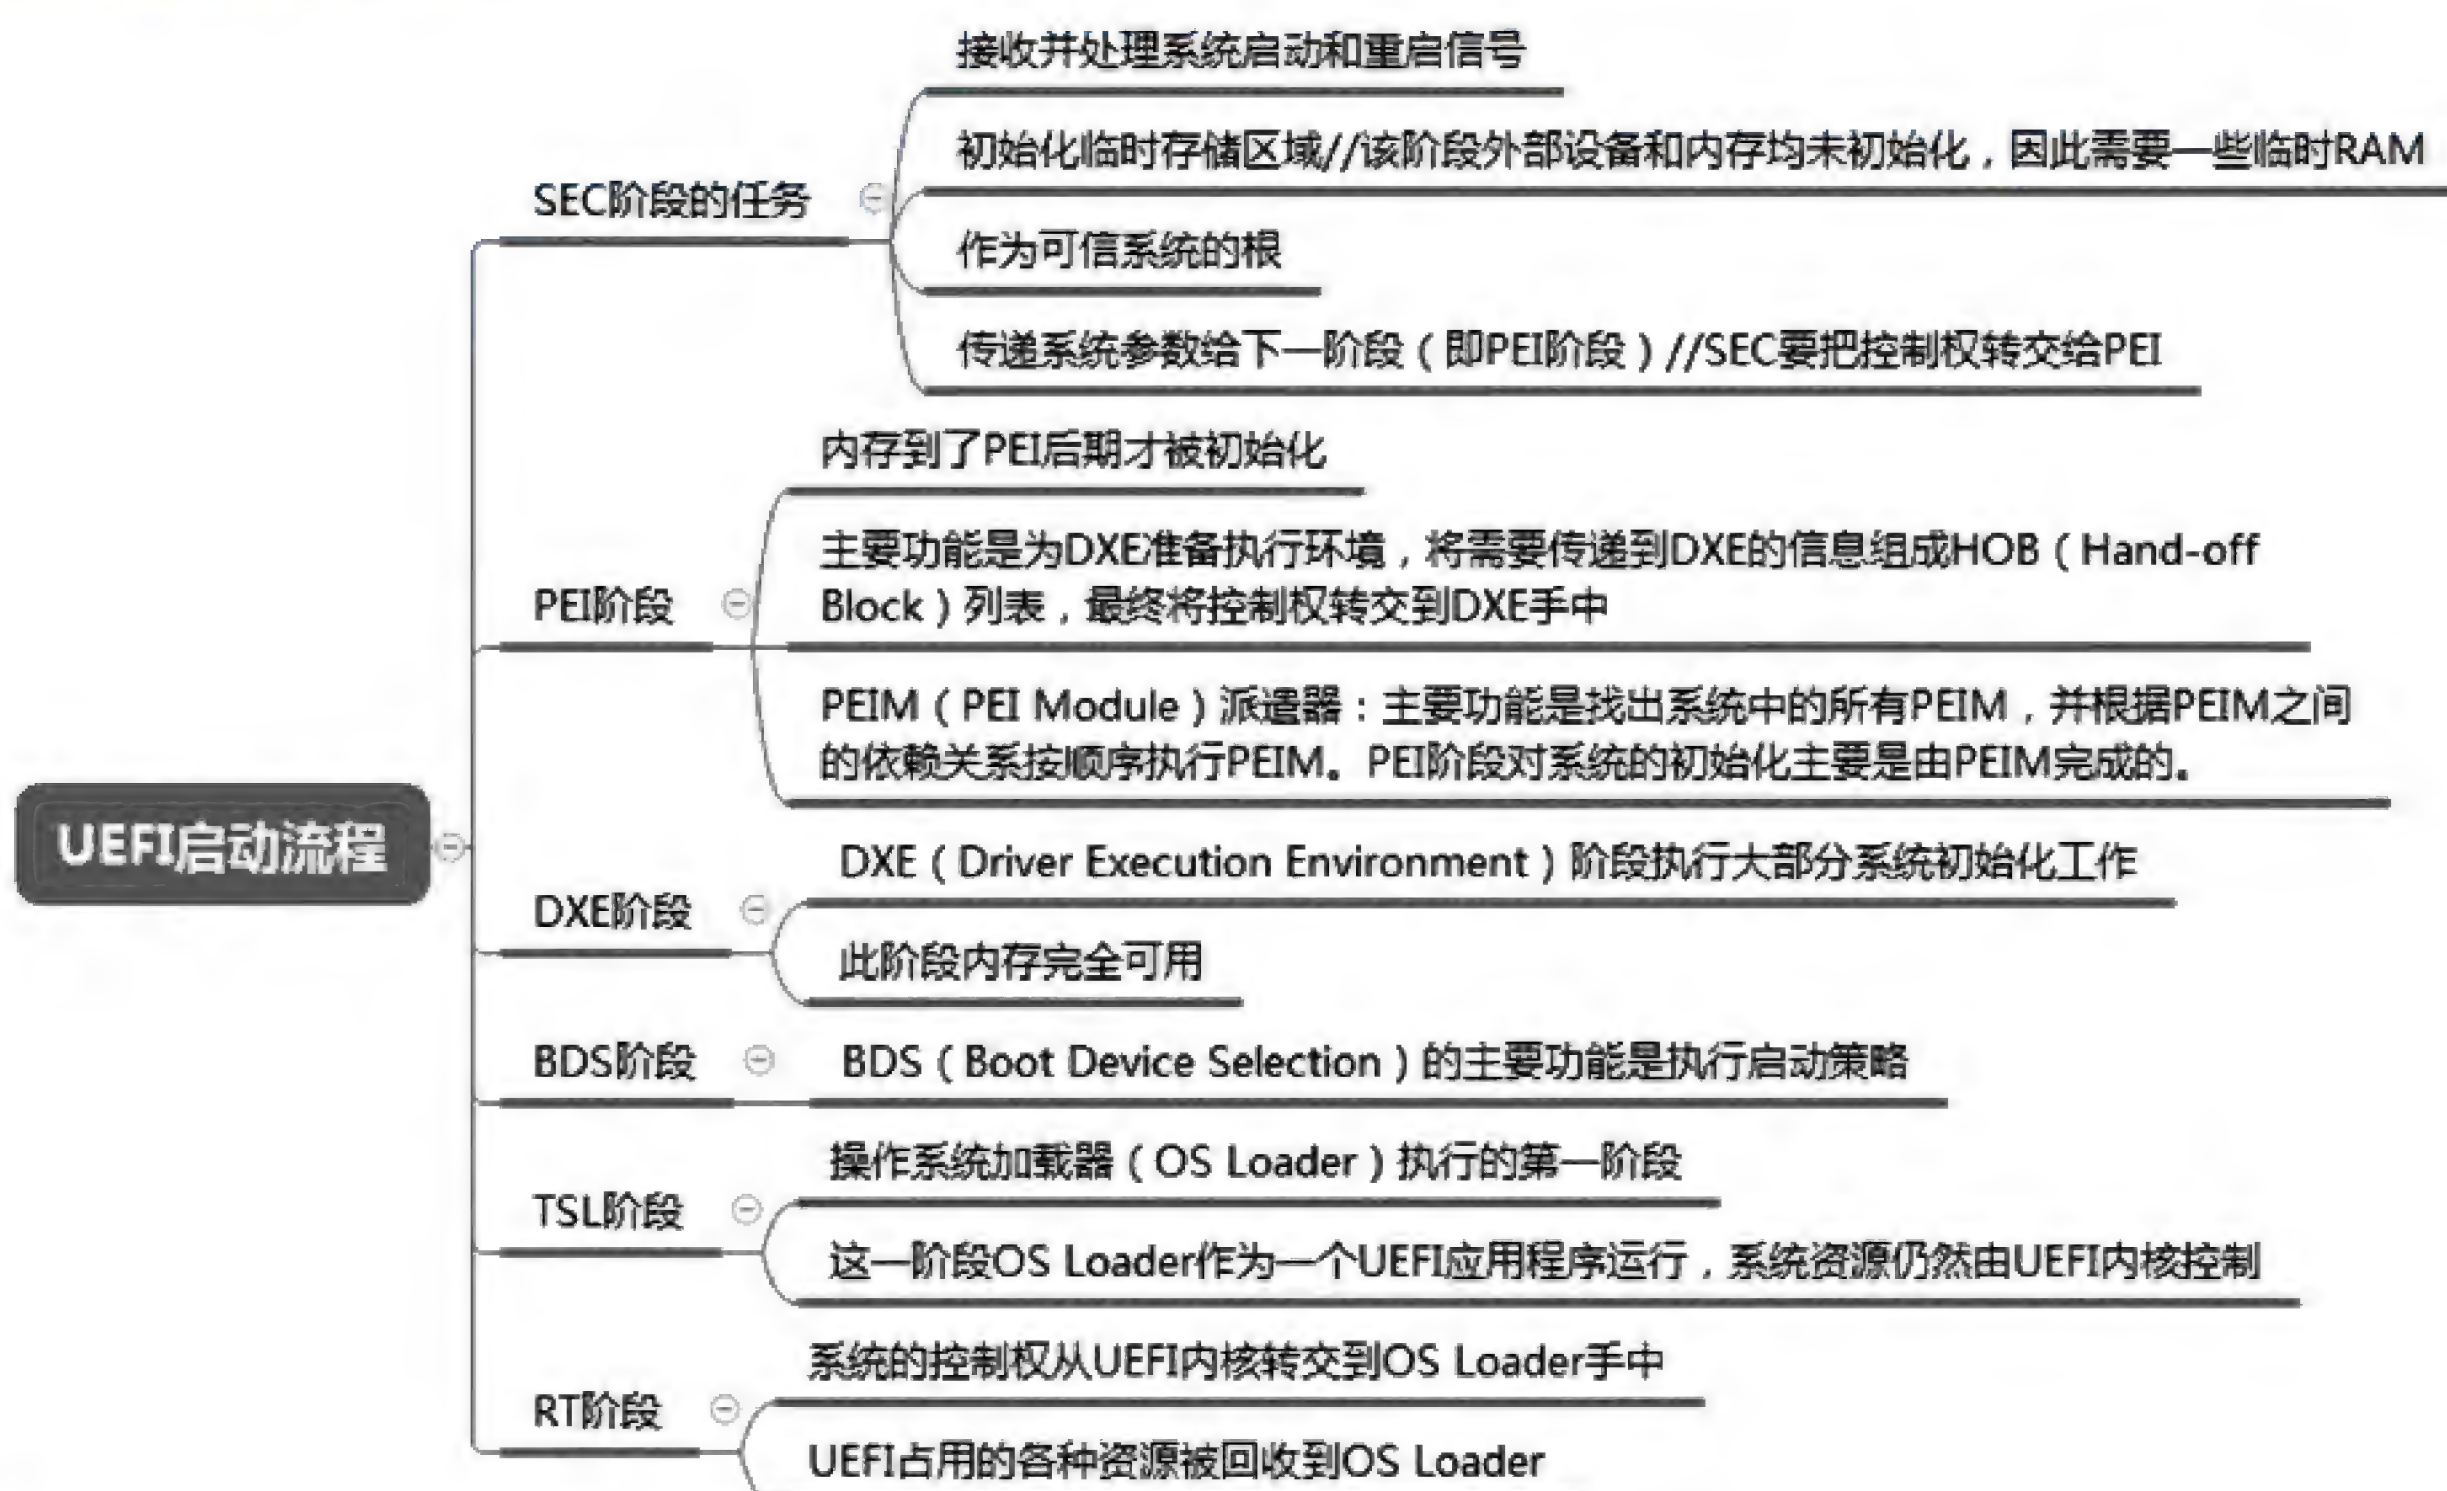 接收并处理系统启动和重启信号
初始化临时存储区域//该阶段外部设备和内存均未初始化，因此需要一些临时RAM
SEC阶段的任务
作为可信系统的根
传递系统参数给下一阶段（即PEI阶段）//SEC要把控制权转交给PEI
内存到了PEI后期才被初始化
主要功能是为DXE准备执行环境，将需要传递到DXE的信息组成HOB（Hand-off
Block）列表，最终将控制权转交到DXE手中
PEI阶段
PEIM（PEI Module）派遣器：主要功能是找出系统中的所有PEIM，并根据PEIM之间
的依赖关系按顺序执行PEIM。PEI阶段对系统的初始化主要是由PEIM完成的。
UEFI启动流程
DXE（Driver Execution Environment）阶段执行大部分系统初始化工作
DXE阶段
此阶段内存完全可用
BDS阶段
BDS（Boot Device Selection）的主要功能是执行启动策略
操作系统加载器（OS Loader）执行的第一阶段
TSL阶段
这一阶段OS Loader作为一个UEFI应用程序运行，系统资源仍然由UEFI内核控制
系统的控制权从UEFI内核转交到OS Loader手中
RT阶段
UEFI占用的各种资源被回收到OS Loader